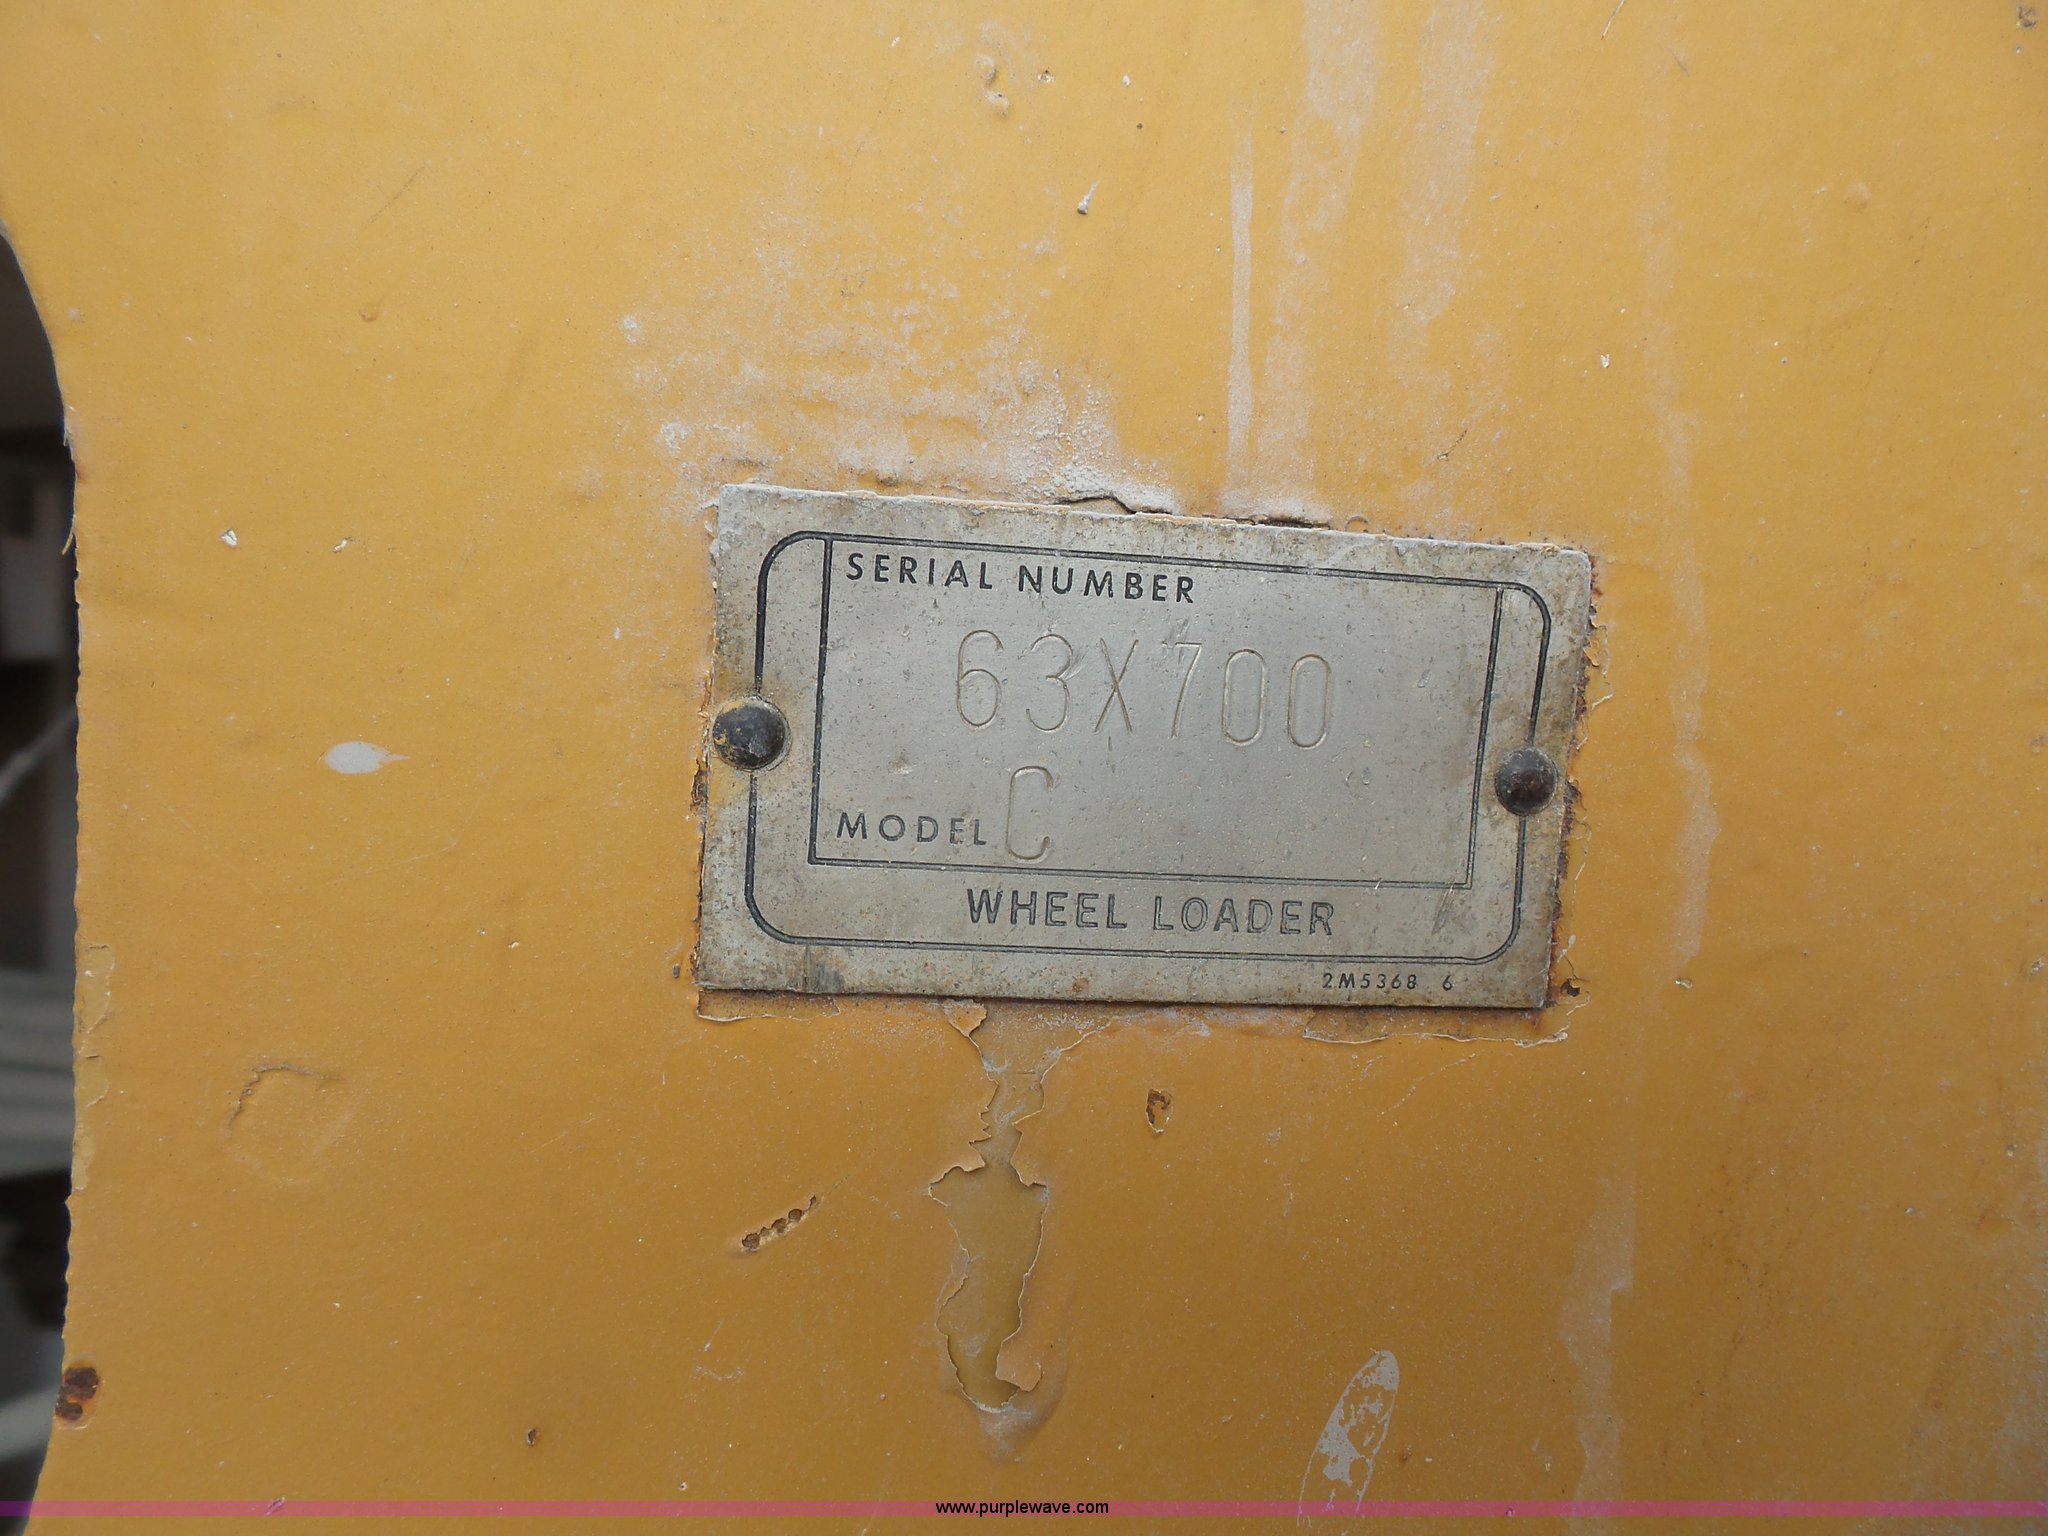 SERIAL NUMBER
63X700
MODEL C
WHEEL LOADER
2M5368 6
www.purplewave.com